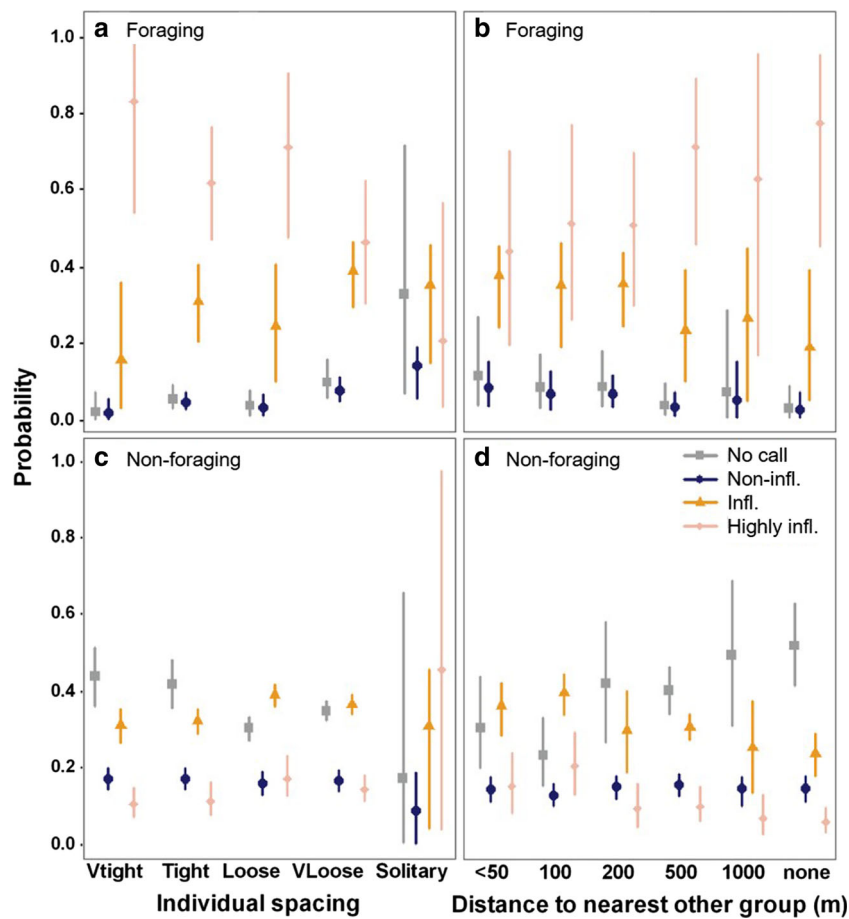 a Foraging
b Foraging
1.0
0.8
0.6
0.4
0.2
0.0
c Non-foraging
d Non-foraging
No call
Non-infl.
Infl.
Highly infl.
1.0
0.8
0.6
0.4
0.2
0.0
Probability
Vtight Tight Loose VLoose Solitary
<50 100 200 500 1000 none
Individual spacing
Distance to nearest other group (m)